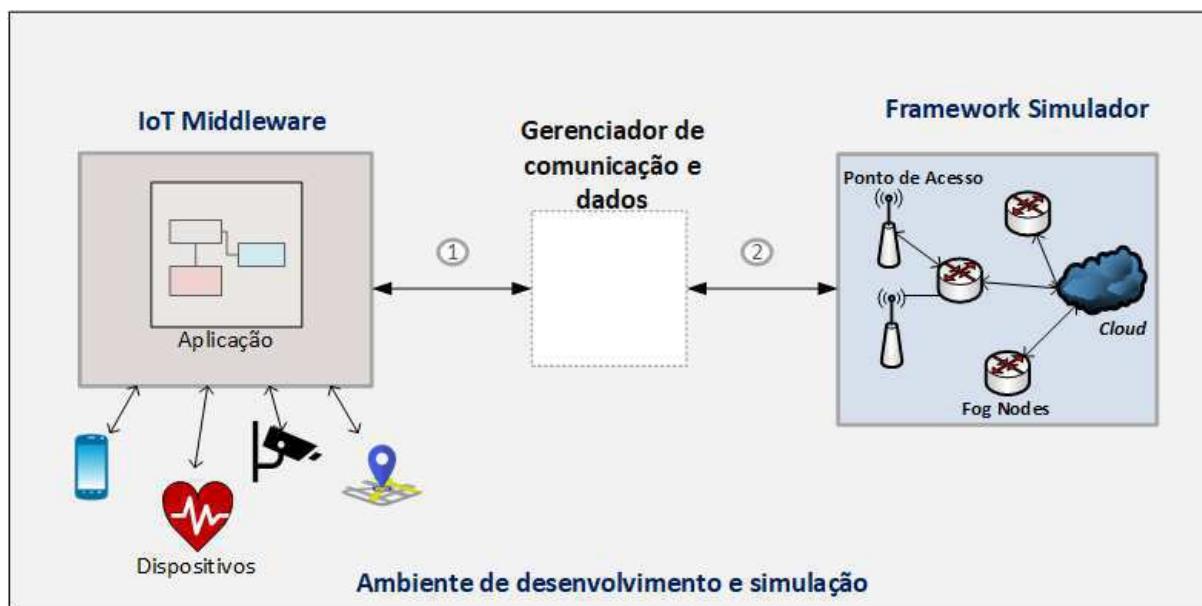 IoT Middleware
Aplicação
Dispositivos
Gerenciador de
comunicação e
dados
1
2
Framework Simulador
Ponto de Acesso
Cloud
Fog Nodes
Ambiente de desenvolvimento e simulação